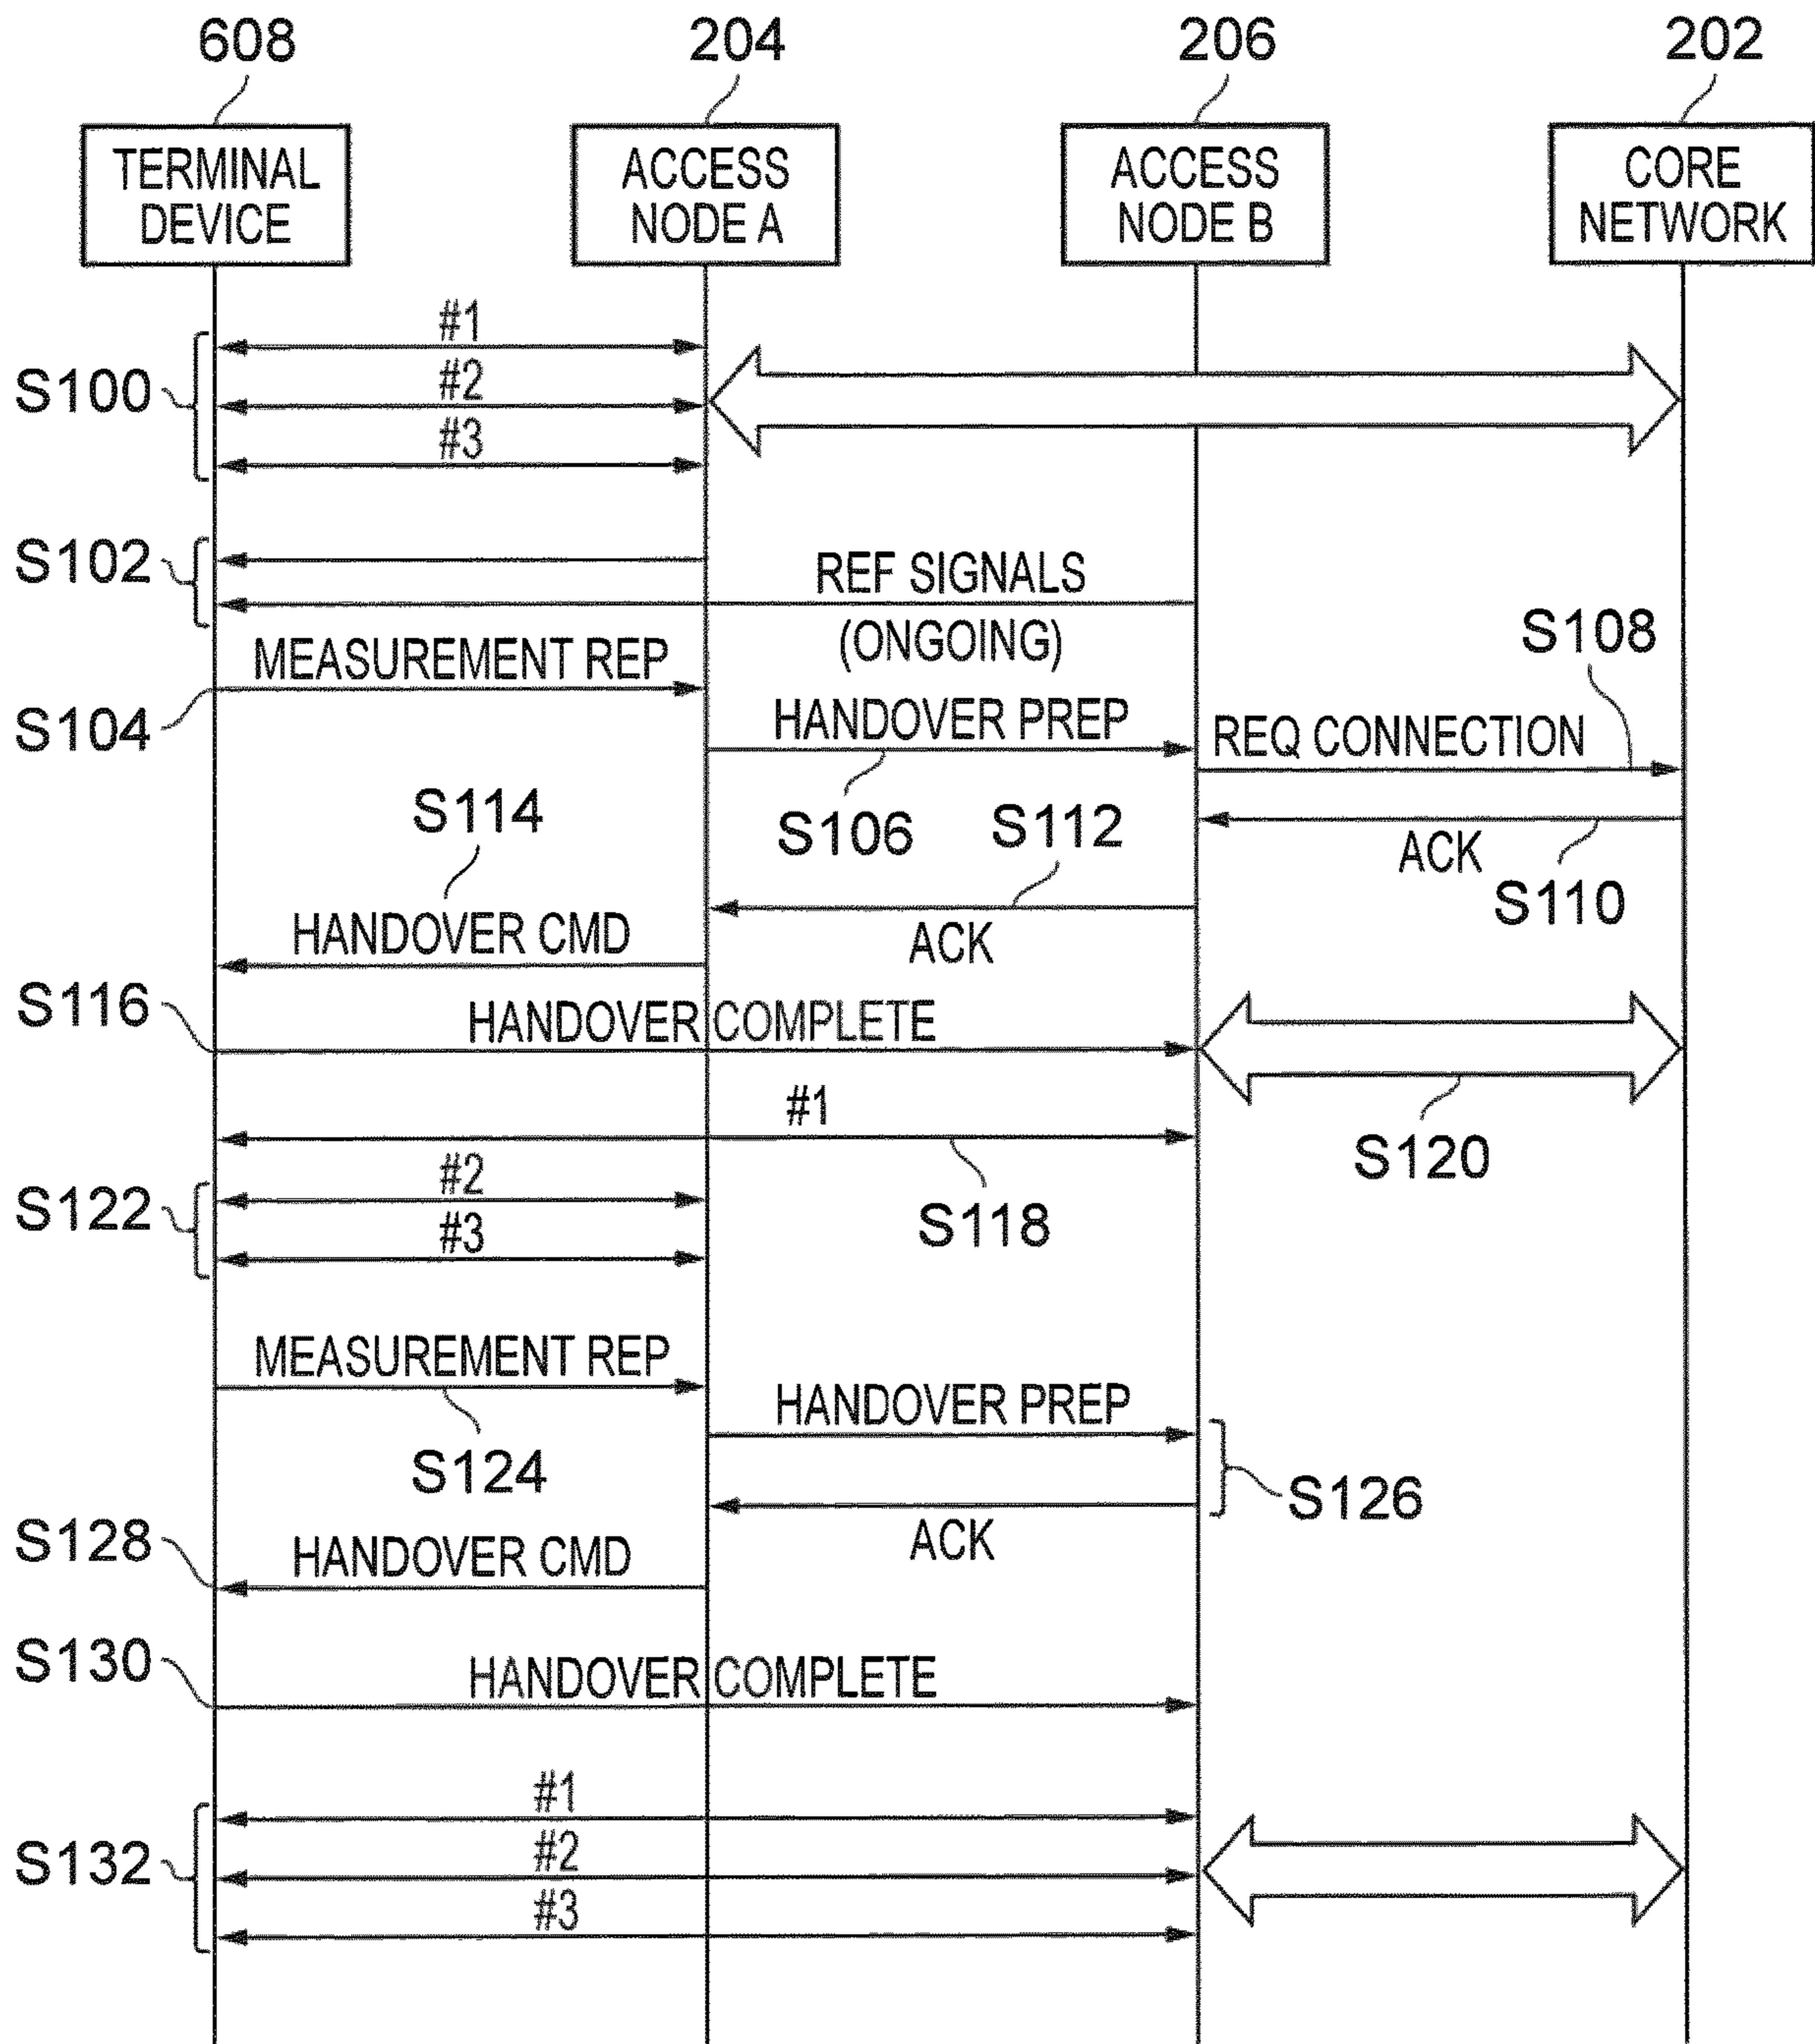 608
204
206
202
TERMINAL
DEVICE
ACCESS
NODE A
ACCESS
NODE B
CORE
NETWORK
#1
S100
#2
#3
S102
REF SIGNALS
(ONGOING)
S108
MEASUREMENT REP
S104
HANDOVER PREP
REQ CONNECTION
S114
S106
S112
ACK
S110
HANDOVER CMD
ACK
S116
HANDOVER COMPLETE
#1
S120
#2
S122
S118
#3
MEASUREMENT REP
HANDOVER PREP
S124
S126
S128
HANDOVER CMD
ACK
S130
HANDOVER COMPLETE
#1
S132
#2
#3